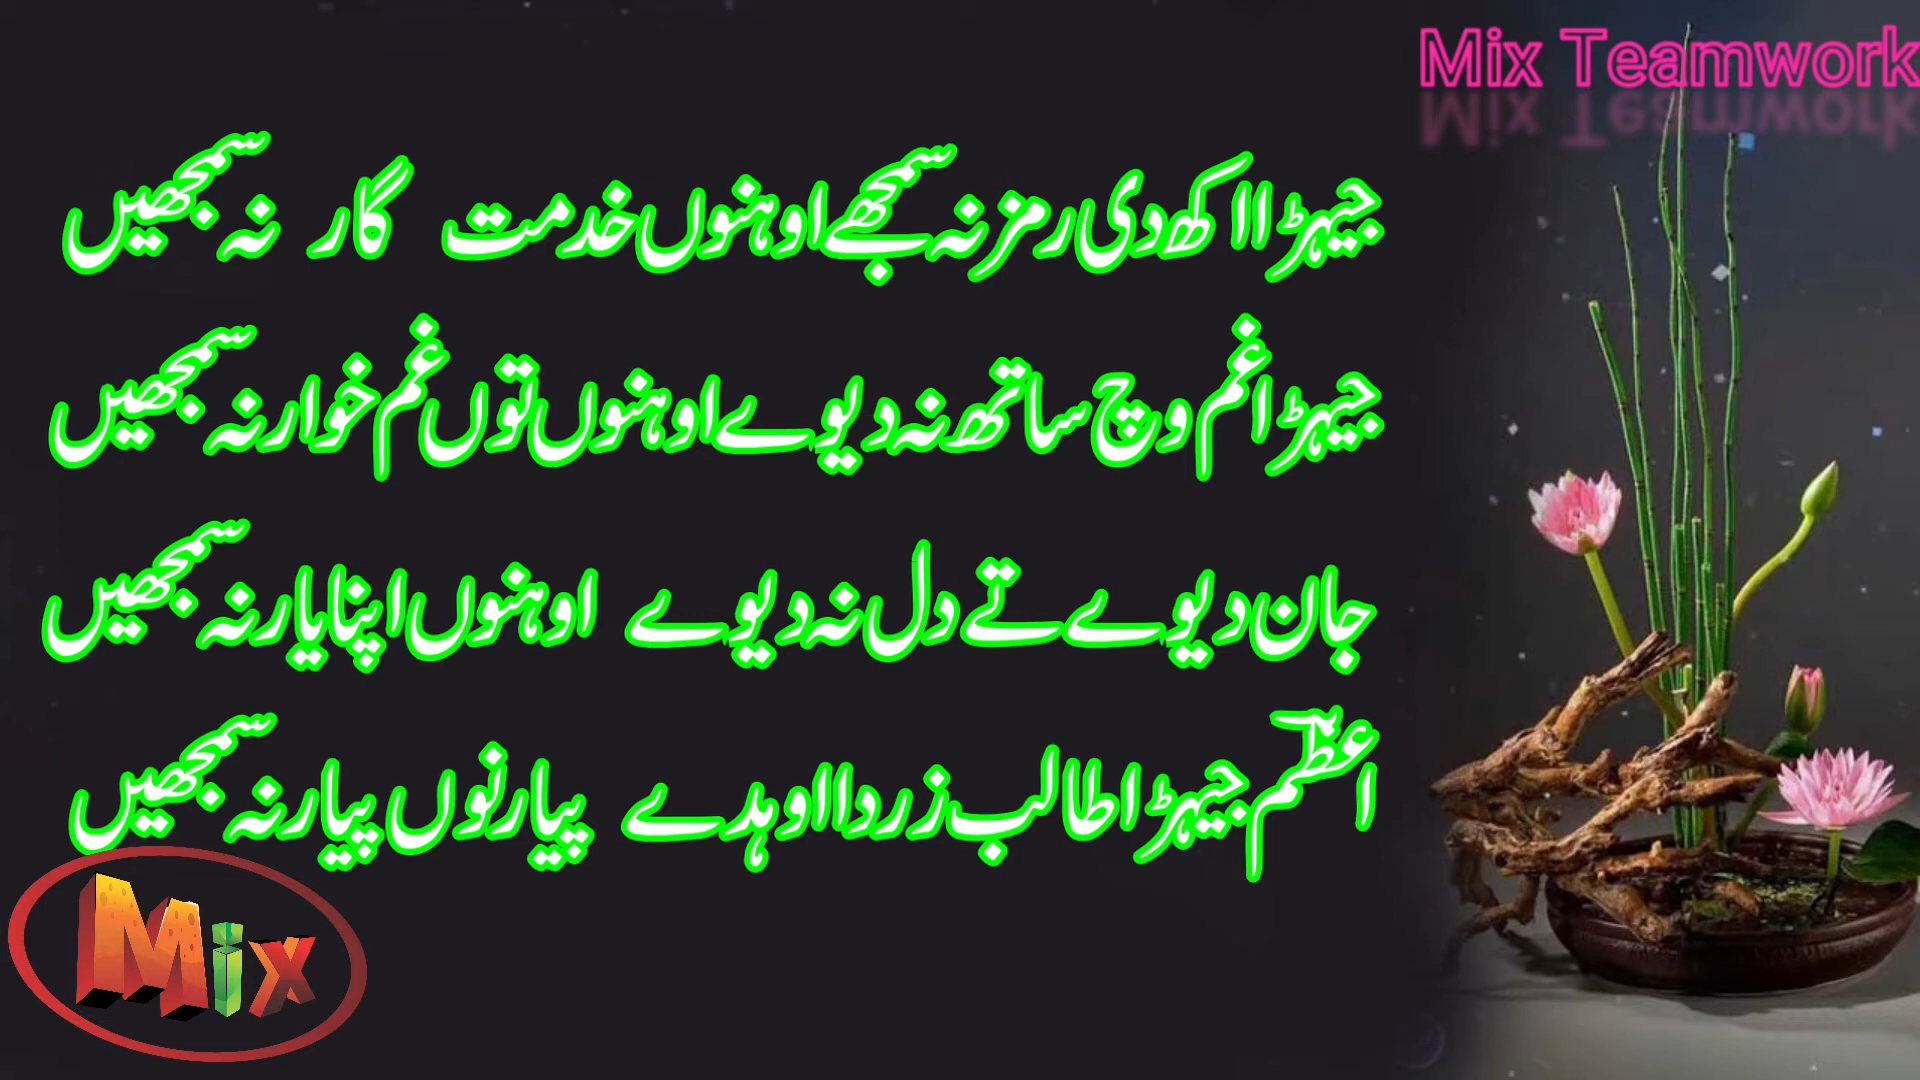 Mix Teamwork
جیہڑا اکھ دی رمز نہ سمجھے اوہنوں خدمت گار نہ سمجھیں
جیہڑا غم وچ ساتھ نہ دیوے اوہنوں توں غم خوار نہ سمجھیں
جان دیوے تے دل نہ دیوے اوہنوں اپنا یار نہ سمجھیں
اعظمؔ جیہڑا طالب زر دا اوہدے پیار نوں پیار نہ سمجھیں
Mix